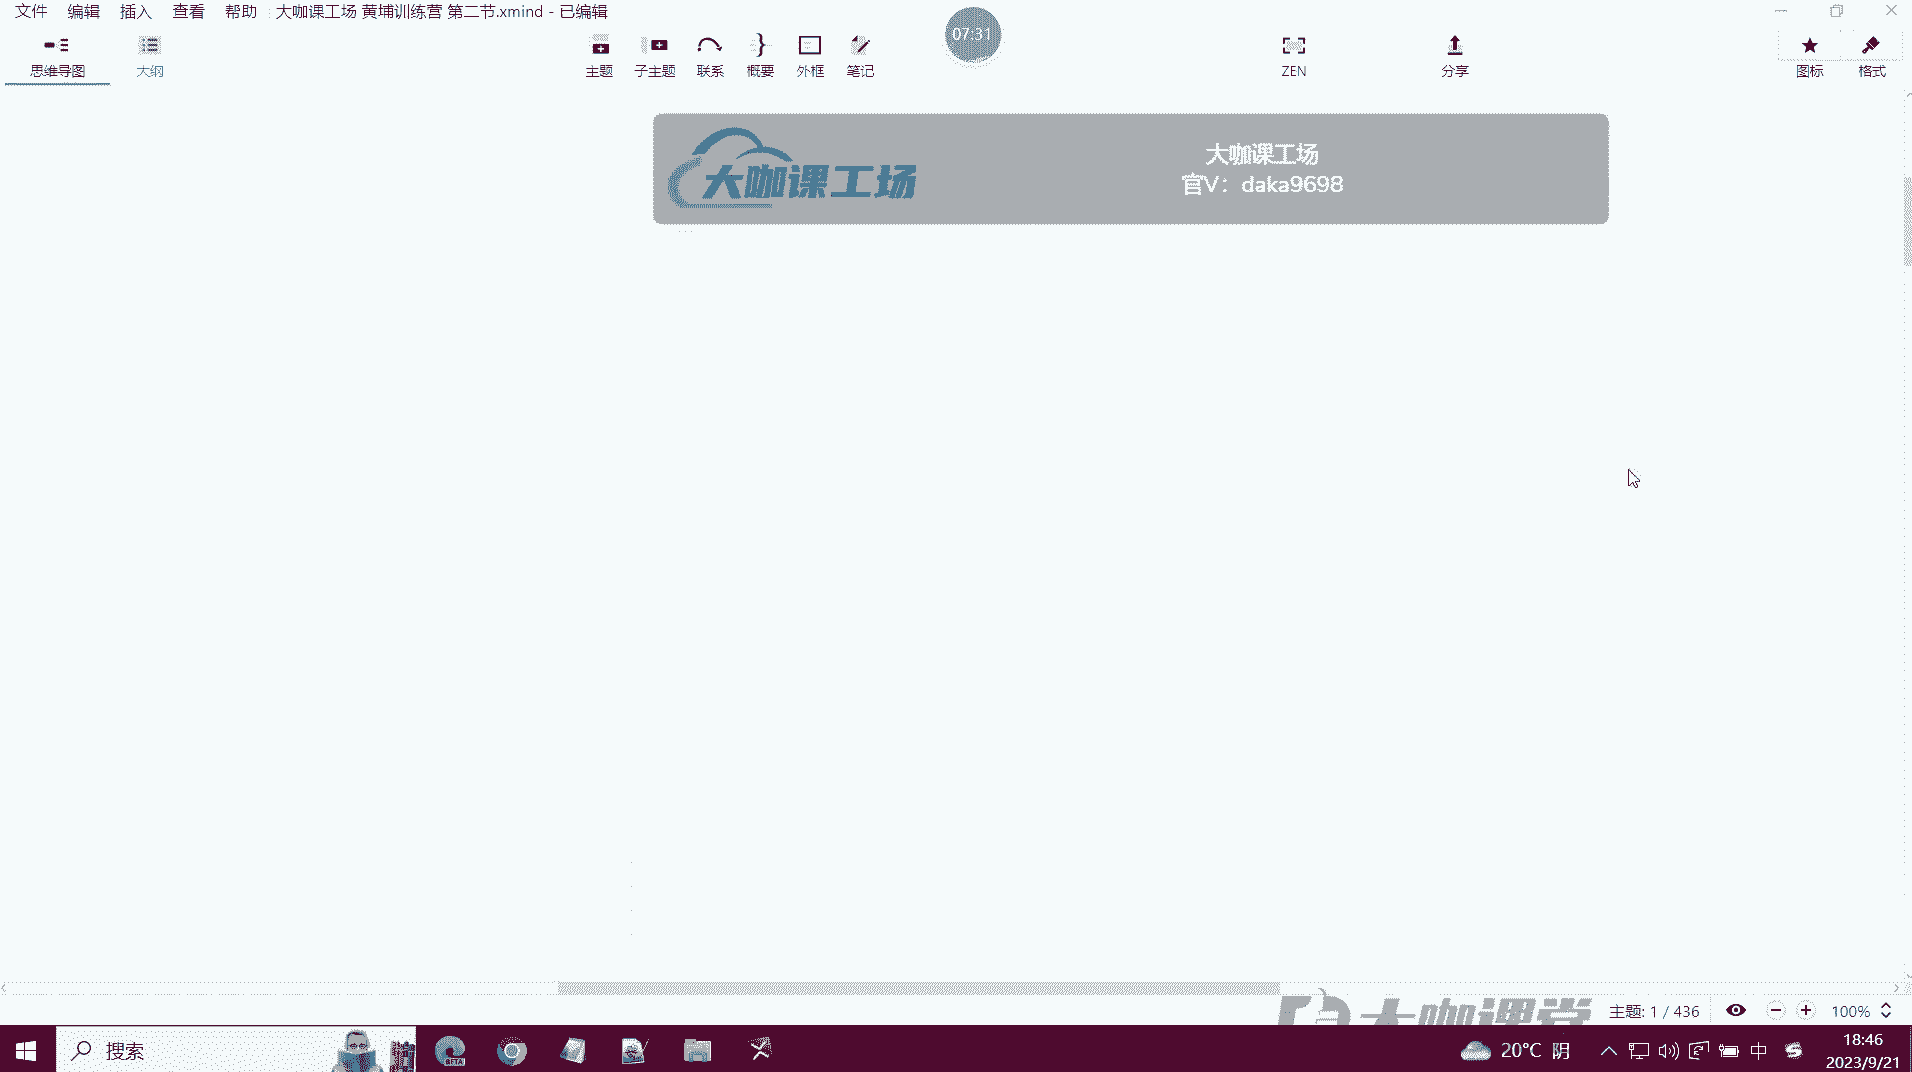 文件 编辑 插入 查看 帮助 大咖课工场 黄埔训练营 第二节.xmind - 已编辑
07:31
思维导图 大纲 主题 子主题 联系 概要 外框 笔记 ZEN 分享 图标 格式
大咖课工场
大咖课工场
官V：daka9698
大咖课堂
主题: 1 / 436
100%
搜索
BETA
20°C 阴
中
18:46
2023/9/21